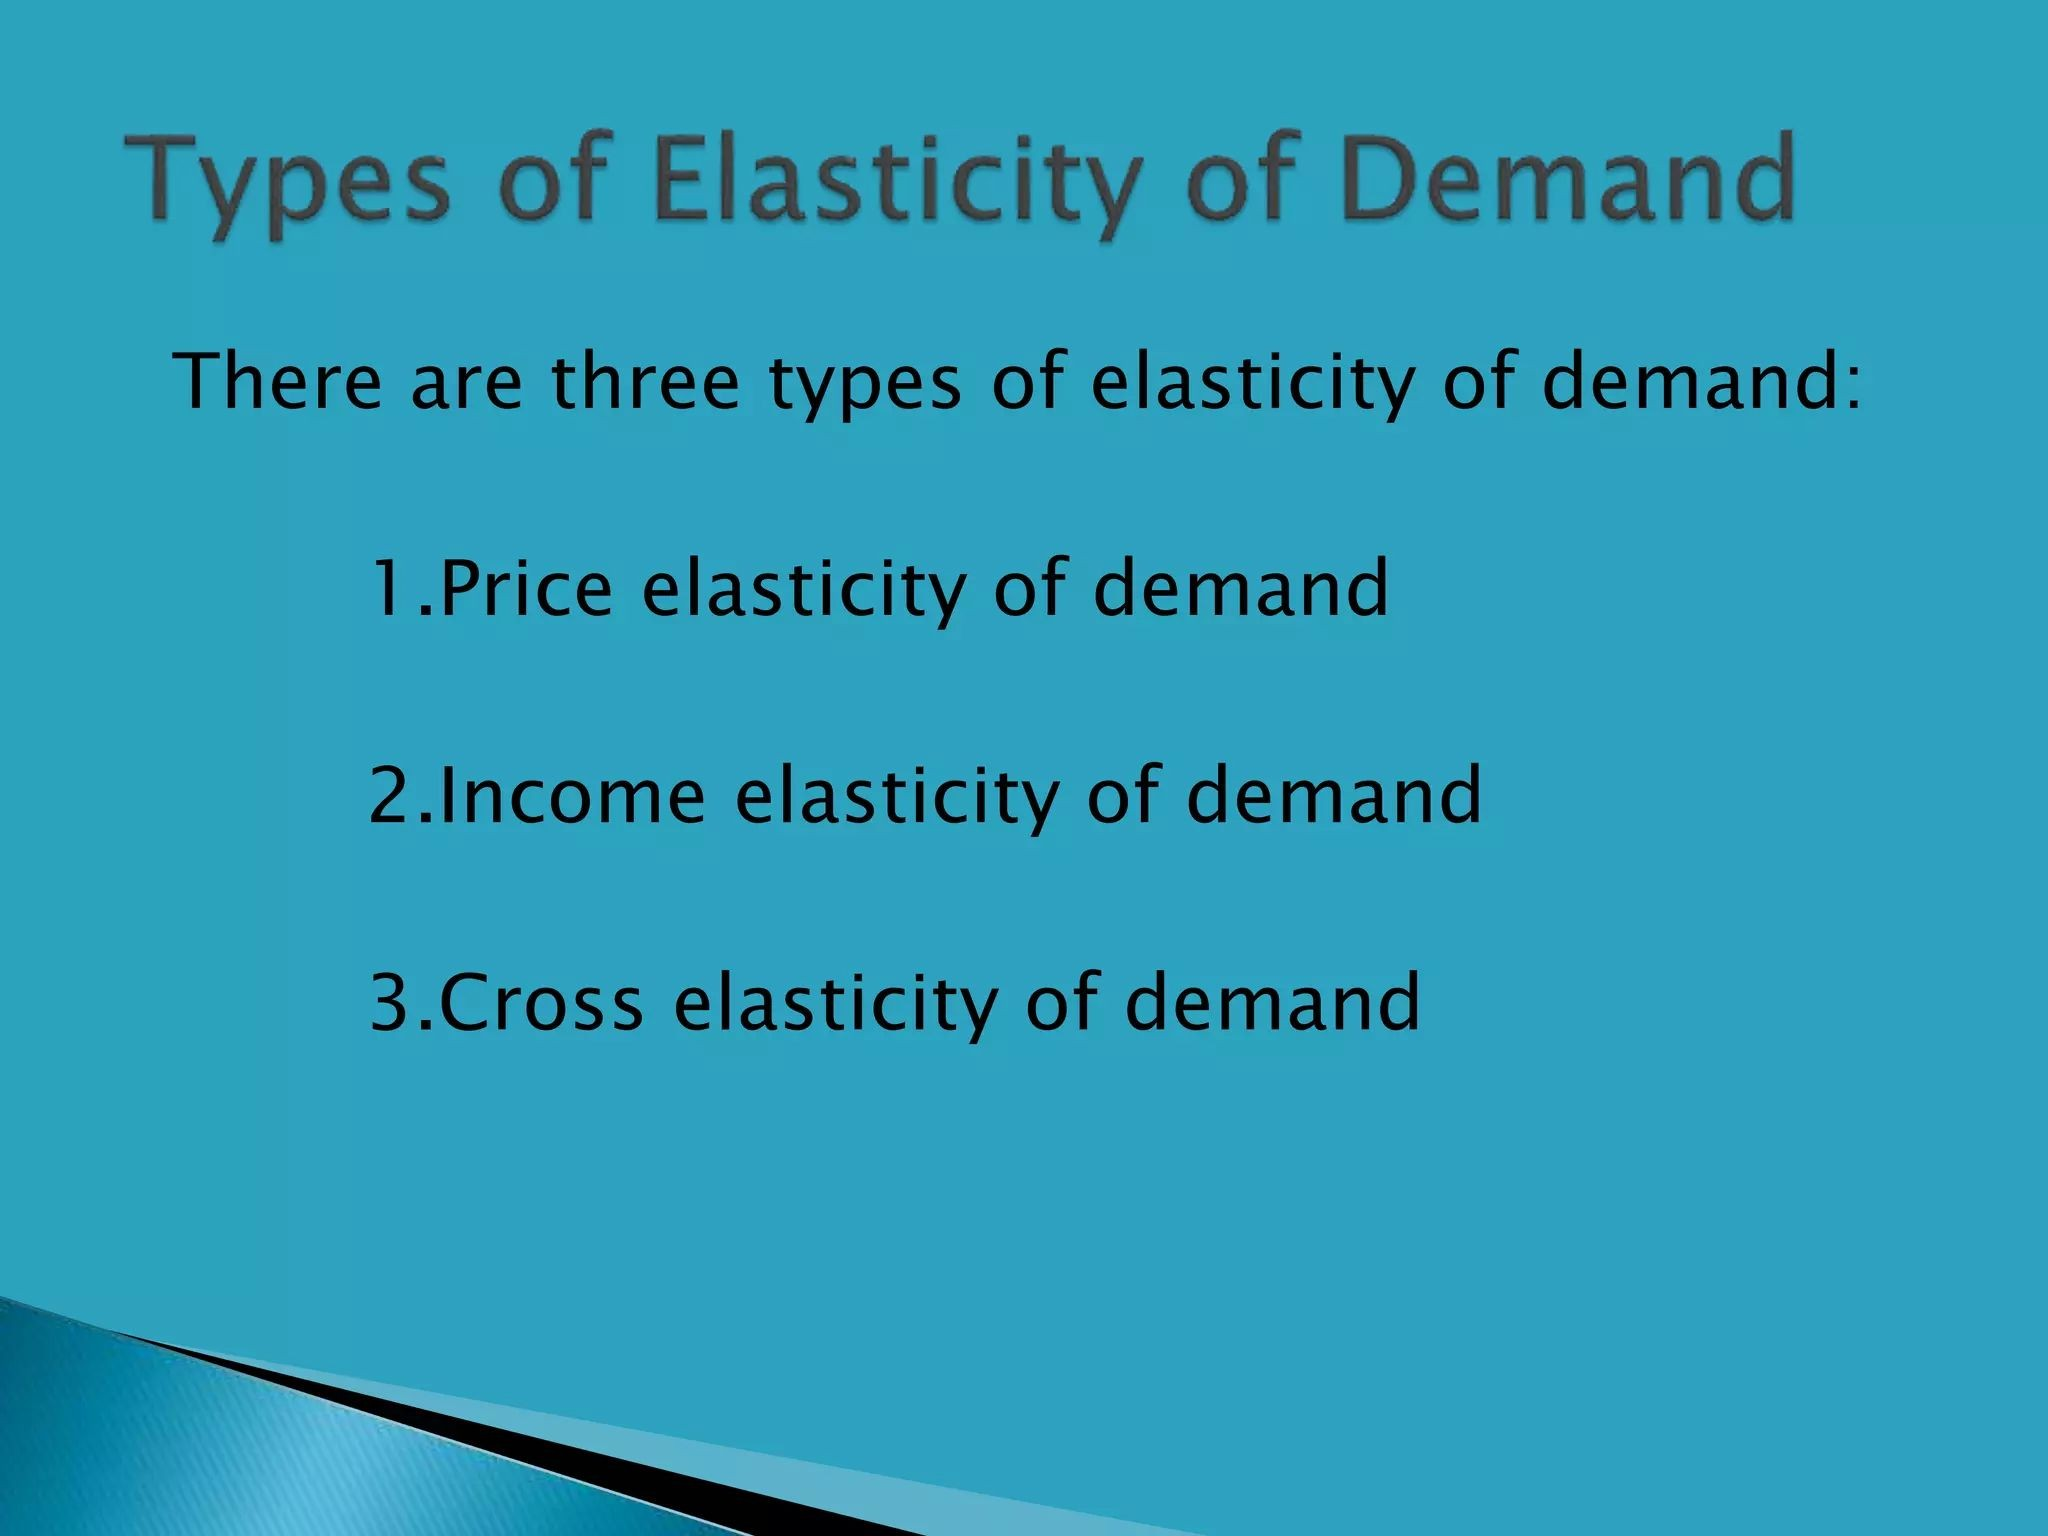 Types of Elasticity of Demand
There are three types of elasticity of demand:
1.Price elasticity of demand
2.Income elasticity of demand
3.Cross elasticity of demand